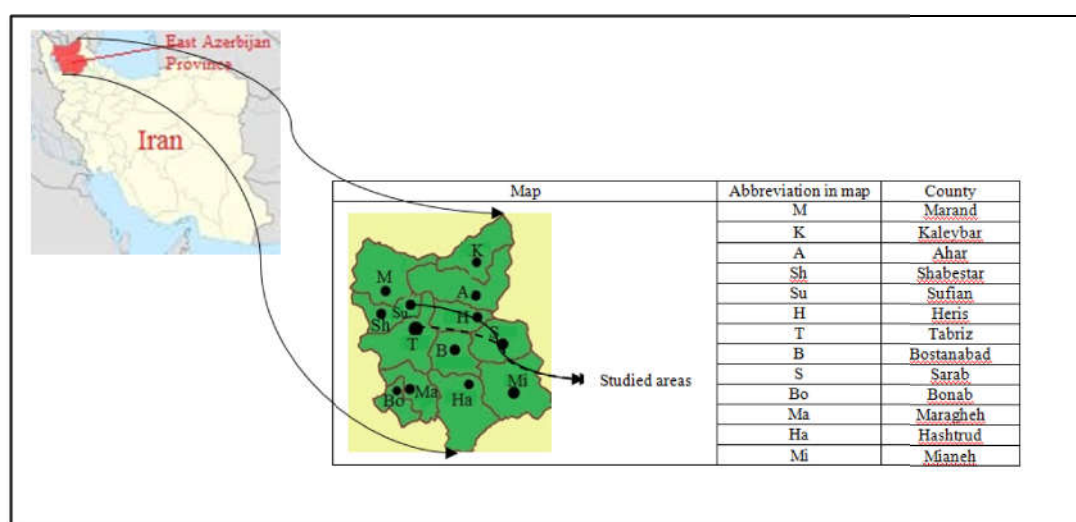 East Azerbijan
Province
Iran
Map Abbreviation in map County
M Marand
K Kaleybar
A Ahar
Sh Shabestar
Su Sufian
H Heris
T Tabriz
B Bostanabad
S Sarab
Bo Bonab
Ma Maragheh
Ha Hashtrud
Mi Mianeh
K
M
A
Su
H
Sh
S
T
B
Studied areas
Mi
Ma
Bo
Ha